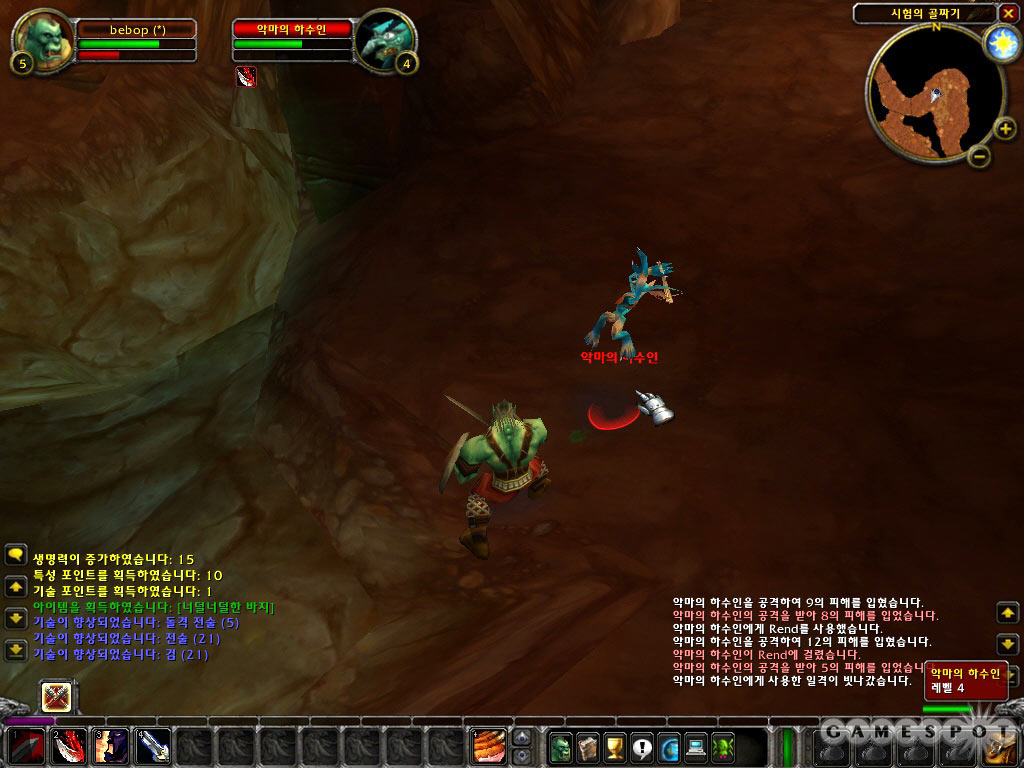 bebop (*)
5
악마의 하수인
4
시험의 골짜기
N
악마의 하수인
생명력이 증가하였습니다: 15
특성 포인트를 획득하였습니다: 10
기술 포인트를 획득하였습니다: 1
아이템을 획득하였습니다: [너덜너덜한 바지]
기술이 향상되었습니다: 돌격 전술 (5)
기술이 향상되었습니다: 전술 (21)
기술이 향상되었습니다: 검 (21)
악마의 하수인을 공격하여 9의 피해를 입혔습니다.
악마의 하수인의 공격을 받아 8의 피해를 입었습니다.
악마의 하수인에게 Rend를 사용했습니다.
악마의 하수인을 공격하여 12의 피해를 입혔습니다.
악마의 하수인이 Rend에 걸렸습니다.
악마의 하수인의 공격을 받아 5의 피해를 입었습니
악마의 하수인에게 사용한 일격이 빗나갔습니다.
악마의 하수인
레벨 4
2 3 4
GAMESPOT